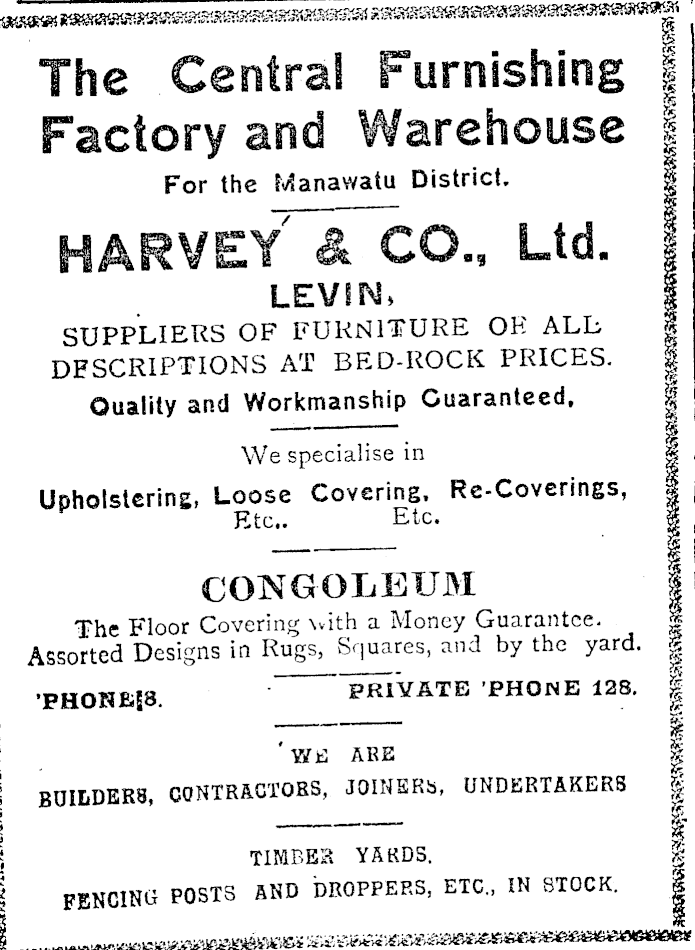 The Central Furnishing
Factory and Warehouse
For the Manawatu District.
HARVEY & CO., Ltd.
LEVIN,
SUPPLIERS OF FURNITURE OF ALL
DESCRIPTIONS AT BED-ROCK PRICES.
Quality and Workmanship Guaranteed,
We specialise in
Upholstering, Loose Covering, Re-Coverings,
Etc.. Etc.
CONGOLEUM
The Floor Covering with a Money Guarantee.
Assorted Designs in Rugs, Squares, and by the yard.
'PHONE 8. PRIVATE 'PHONE 128.
WE ARE
BUILDERS, CONTRACTORS, JOINERS, UNDERTAKERS
TIMBER YARDS.
FENCING POSTS AND DROPPERS, ETC., IN STOCK.